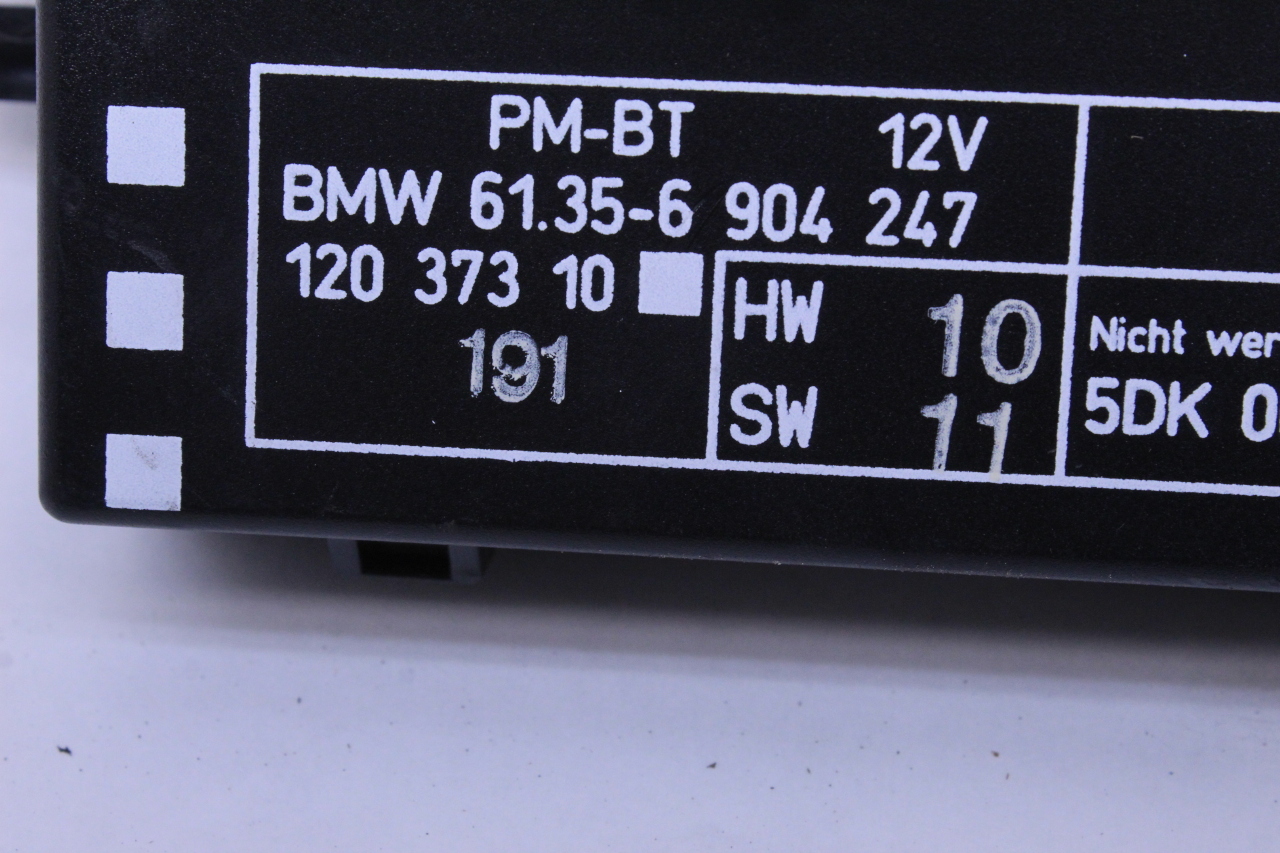 PM-BT 12V
BMW 61.35-6 904 247
120 373 10
191
HW 10
SW 11
Nicht wer
5DK 0